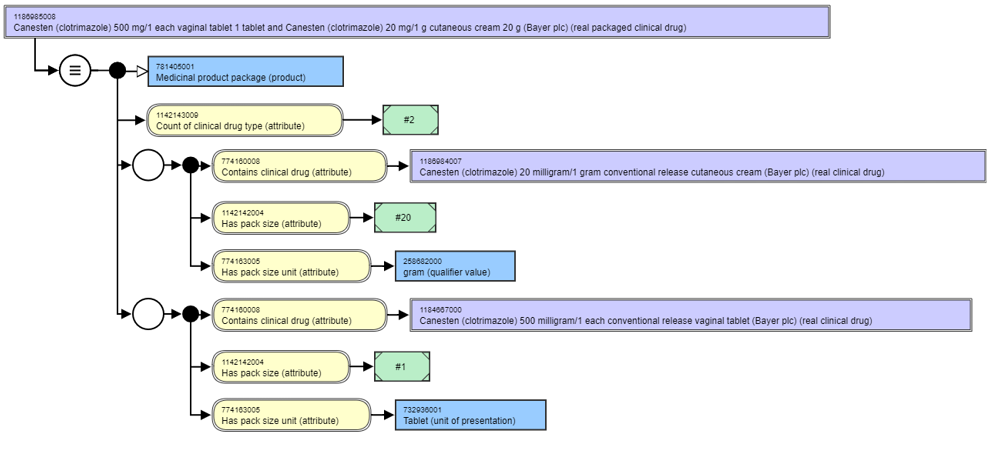 1186985008
Canesten (clotrimazole) 500 mg/1 each vaginal tablet 1 tablet and Canesten (clotrimazole) 20 mg/1 g cutaneous cream 20 g (Bayer plc) (real packaged clinical drug)
781405001
Medicinal product package (product)
1142143009
Count of clinical drug type (attribute)
#2
774160008
Contains clinical drug (attribute)
1186984007
Canesten (clotrimazole) 20 milligram/1 gram conventional release cutaneous cream (Bayer plc) (real clinical drug)
1142142004
Has pack size (attribute)
#20
774163005
Has pack size unit (attribute)
258682000
gram (qualifier value)
774160008
Contains clinical drug (attribute)
1184667000
Canesten (clotrimazole) 500 milligram/1 each conventional release vaginal tablet (Bayer plc) (real clinical drug)
1142142004
Has pack size (attribute)
#1
774163005
Has pack size unit (attribute)
732936001
Tablet (unit of presentation)